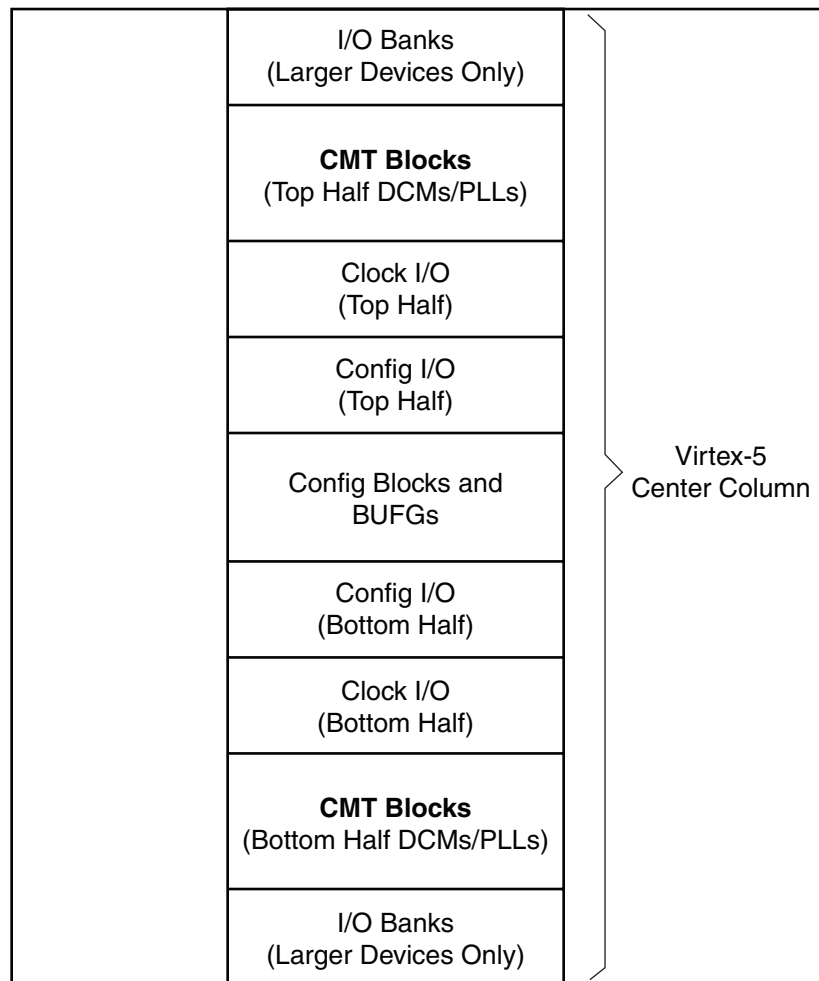 I/O Banks
(Larger Devices Only)
CMT Blocks
(Top Half DCMs/PLLs)
Clock I/O
(Top Half)
Config I/O
(Top Half)
Config Blocks and
BUFGs
Config I/O
(Bottom Half)
Clock I/O
(Bottom Half)
CMT Blocks
(Bottom Half DCMs/PLLs)
I/O Banks
(Larger Devices Only)
Virtex-5
Center Column